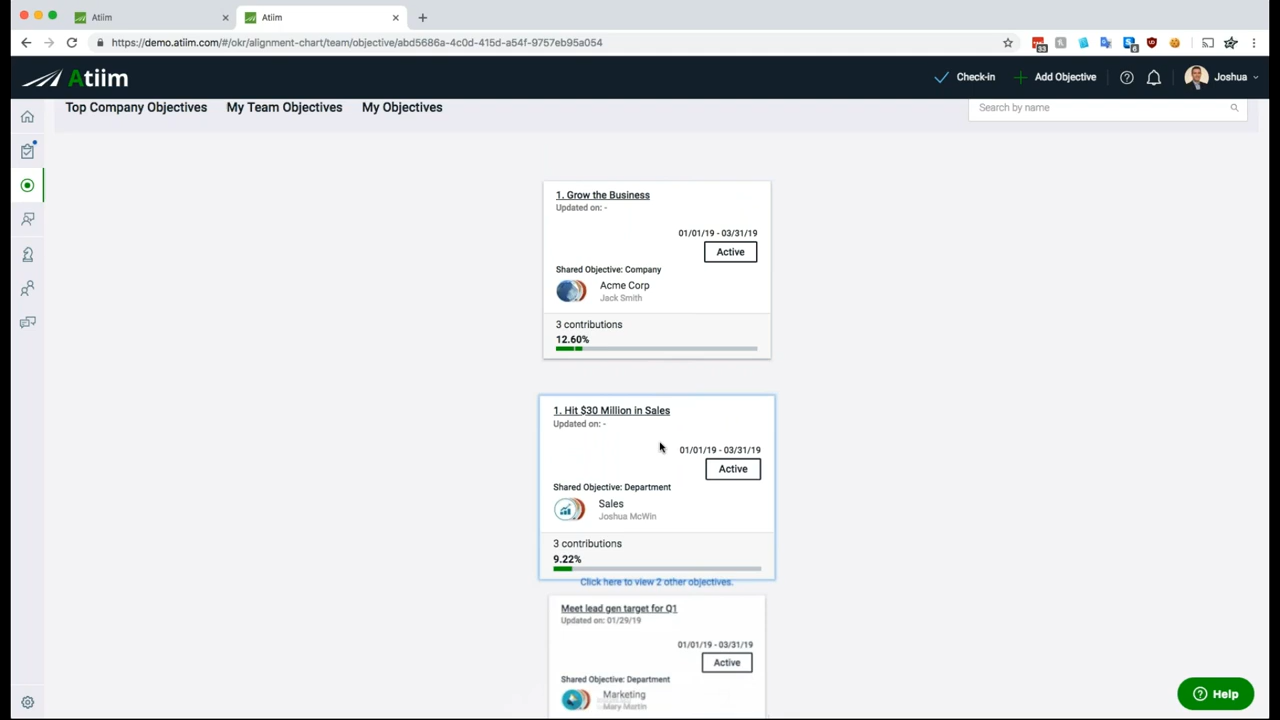 Atiim
Atiim
https://demo.atiim.com/#/okr/alignment-chart/team/objective/abd5686a-4c0d-415d-a54f-9757eb95a054
33
6
Atiim
Check-in
Add Objective
Joshua
Top Company Objectives
My Team Objectives
My Objectives
Search by name
1. Grow the Business
Updated on: -
01/01/19 - 03/31/19
Active
Shared Objective: Company
Acme Corp
Jack Smith
3 contributions
12.60%
1. Hit $30 Million in Sales
Updated on: -
01/01/19 - 03/31/19
Active
Shared Objective: Department
Sales
Joshua McWin
3 contributions
9.22%
Click here to view 2 other objectives.
Meet lead gen target for Q1
Updated on: 01/29/19
01/01/19 - 03/31/19
Active
Shared Objective: Department
Marketing
Mary Martin
Help